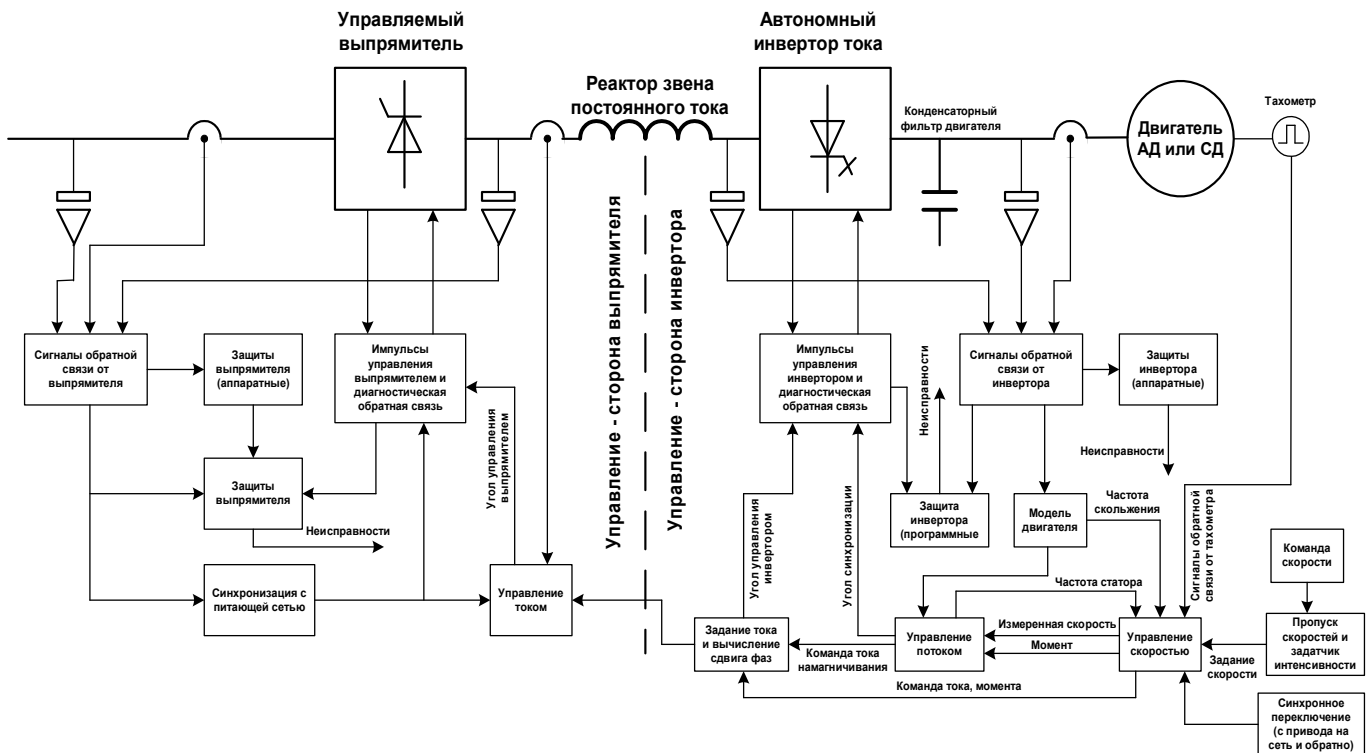 Управляемый
выпрямитель
Автономный
инвертор тока
Реактор звена
постоянного тока
Конденсаторный
фильтр двигателя
Двигатель
АД или СД
Тахометр
Управление - сторона выпрямителя
Управление - сторона инвертора
Сигналы обратной
связи от
выпрямителя
Защиты
выпрямителя
(аппаратные)
Импульсы
управления
выпрямителем и
диагностическая
обратная связь
Защиты
выпрямителя
Неисправности
Угол управления
выпрямителем
Синхронизация с
питающей сетью
Управление
током
Импульсы
управления
инвертором и
диагностическая
обратная связь
Неисправности
Сигналы обратной
связи от
инвертора
Защиты
инвертора
(аппаратные)
Неисправности
Угол управления
инвертором
Угол синхронизации
Защита
инвертора
(программные
Модель
двигателя
Частота
скольжения
Сигналы обратной
связи от тахометра
Команда
скорости
Частота статора
Задание тока
и вычисление
сдвига фаз
Команда тока
намагничивания
Управление
потоком
Измеренная скорость
Момент
Управление
скоростью
Задание
скорости
Пропуск
скоростей и
задатчик
интенсивности
Команда тока, момента
Синхронное
переключение
(с привода на
сеть и обратно)